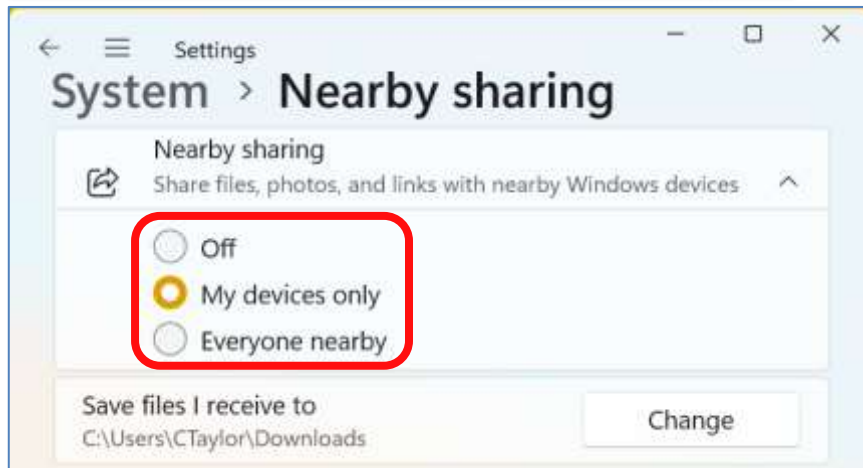 Settings
System > Nearby sharing
Nearby sharing
Share files, photos, and links with nearby Windows devices
Off
My devices only
Everyone nearby
Save files I receive to
C:\Users\CTaylor\Downloads
Change